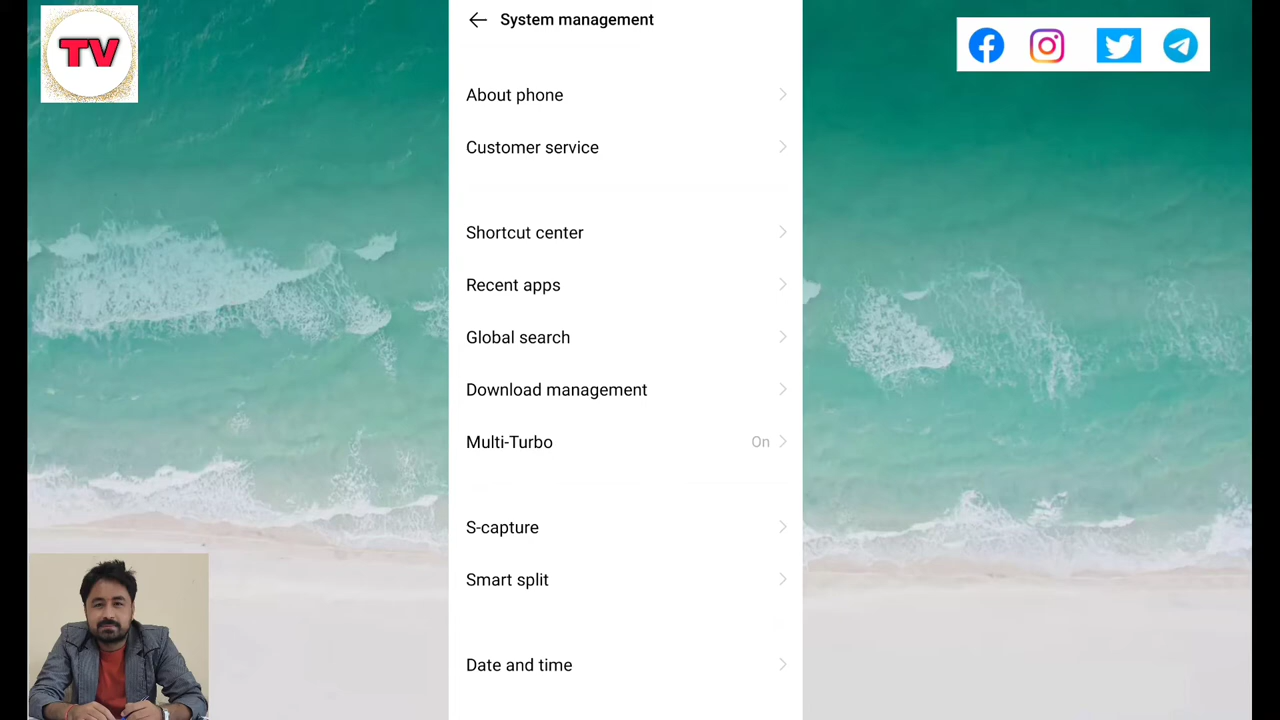 TV
System management
About phone
Customer service
Shortcut center
Recent apps
Global search
Download management
Multi-Turbo On
S-capture
Smart split
Date and time